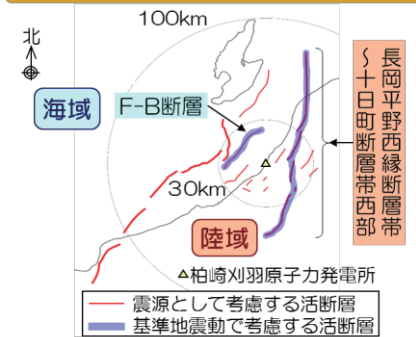 100km
北
海域
F-B断層
30km
陸域
長岡平野西縁断層帯
～十日町断層帯西部
柏崎刈羽原子力発電所
震源として考慮する活断層
基準地震動で考慮する活断層